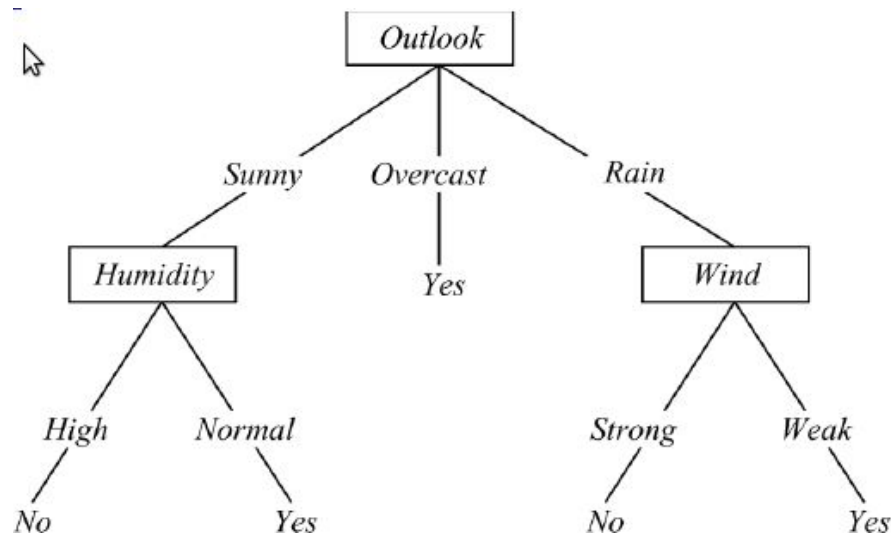 Outlook
Sunny Overcast Rain
Humidity Yes Wind
High Normal Strong Weak
No Yes No Yes